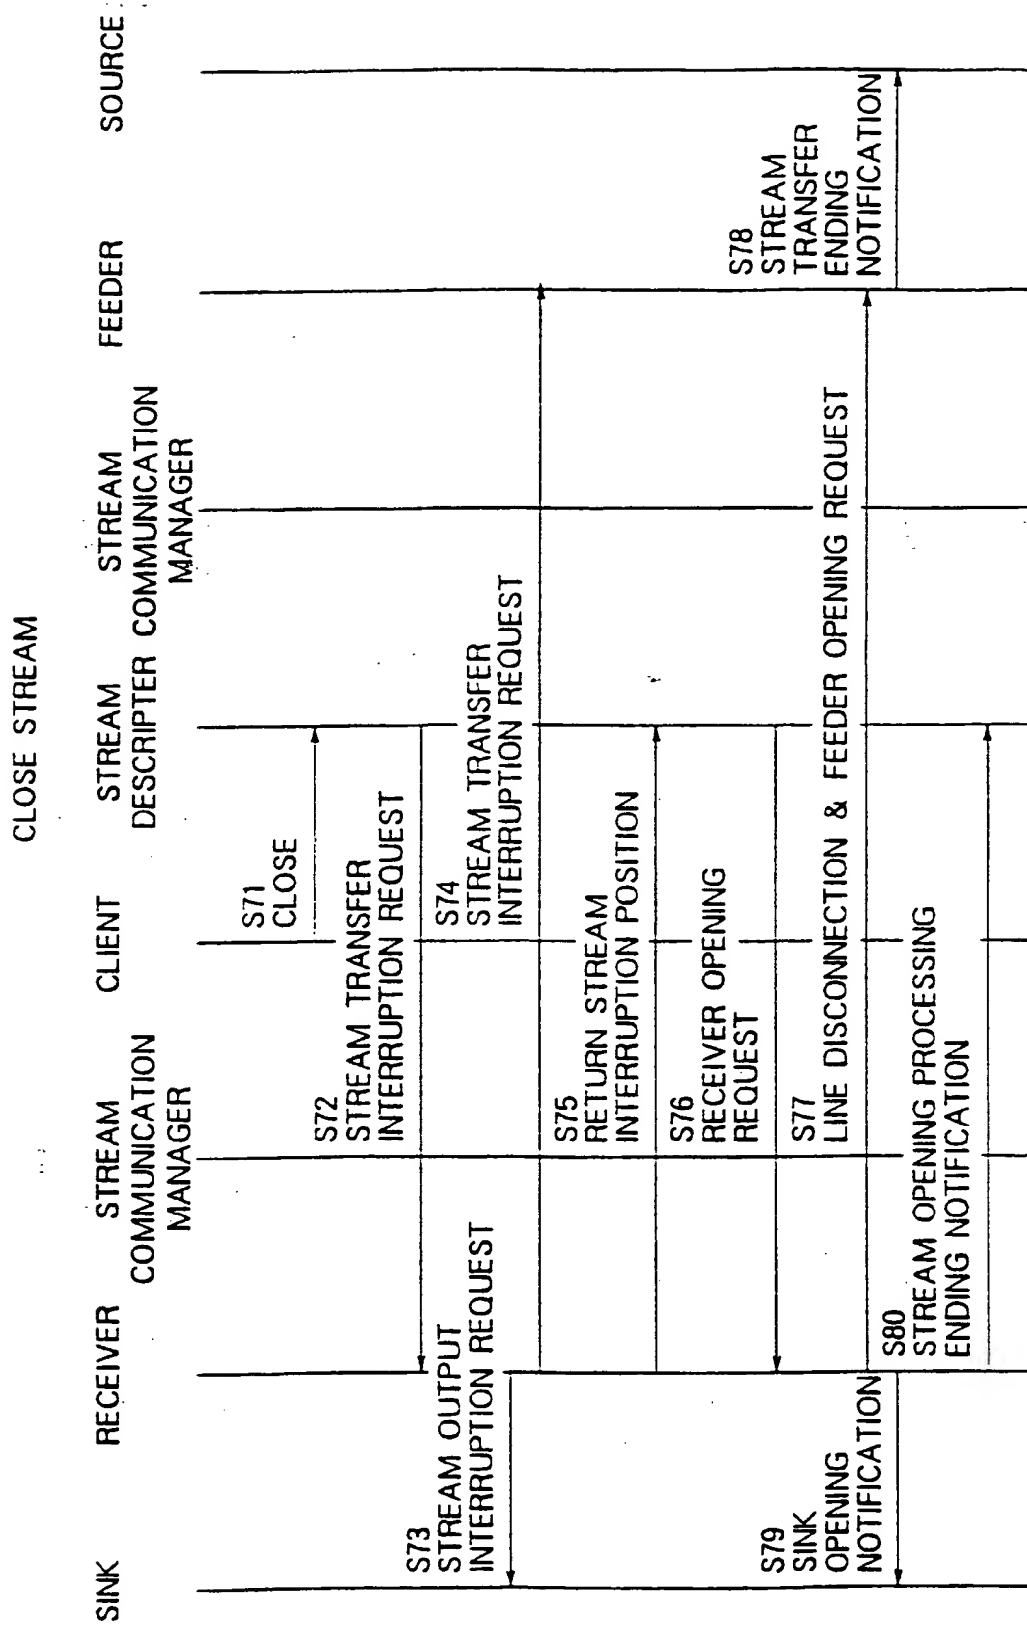 CLOSE STREAM
SINK
RECEIVER
STREAM
COMMUNICATION
MANAGER
CLIENT
STREAM
DESCRIPTER
STREAM
COMMUNICATION
MANAGER
FEEDER
SOURCE
S71
CLOSE
S72
STREAM TRANSFER
INTERRUPTION REQUEST
S73
STREAM OUTPUT
INTERRUPTION REQUEST
S74
STREAM TRANSFER
INTERRUPTION REQUEST
S75
RETURN STREAM
INTERRUPTION POSITION
S76
RECEIVER OPENING
REQUEST
S77
LINE DISCONNECTION & FEEDER OPENING REQUEST
S78
STREAM
TRANSFER
ENDING
NOTIFICATION
S79
SINK
OPENING
NOTIFICATION
S80
STREAM OPENING PROCESSING
ENDING NOTIFICATION